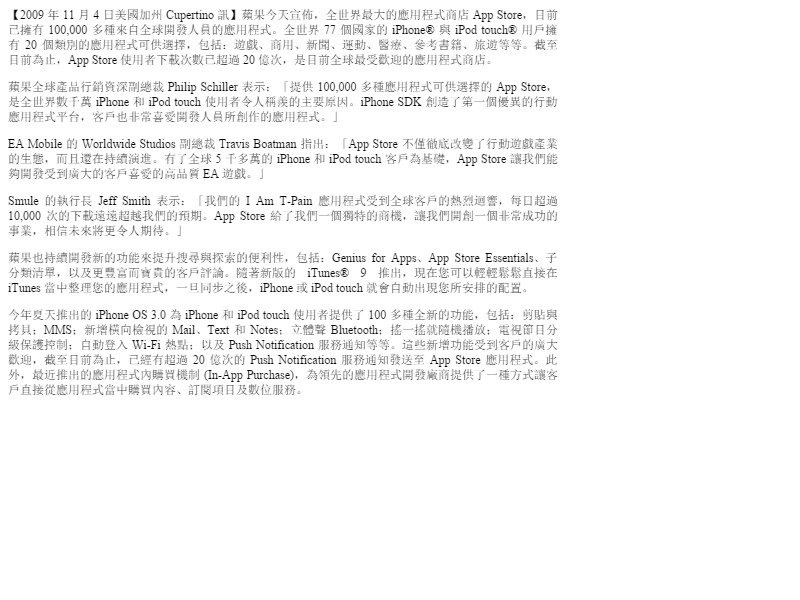 【2009 年 11 月 4 日美國加州 Cupertino 訊】蘋果今天宣佈，全世界最大的應用程式商店 App Store，目前
已擁有 100,000 多種來自全球開發人員的應用程式。全世界 77 個國家的 iPhone® 與 iPod touch® 用戶擁
有 20 個類別的應用程式可供選擇，包括：遊戲、商用、新聞、運動、醫療、參考書籍、旅遊等等。截至
目前為止，App Store 使用者下載次數已超過 20 億次，是目前全球最受歡迎的應用程式商店。
蘋果全球產品行銷資深副總裁 Philip Schiller 表示：「提供 100,000 多種應用程式可供選擇的 App Store，
是全世界數千萬 iPhone 和 iPod touch 使用者令人稱羨的主要原因。iPhone SDK 創造了第一個優異的行動
應用程式平台，客戶也非常喜愛開發人員所創作的應用程式。」
EA Mobile 的 Worldwide Studios 副總裁 Travis Boatman 指出：「App Store 不僅徹底改變了行動遊戲產業
的生態，而且還在持續演進。有了全球 5 千多萬的 iPhone 和 iPod touch 客戶為基礎，App Store 讓我們能
夠開發受到廣大的客戶喜愛的高品質 EA 遊戲。」
Smule 的執行長 Jeff Smith 表示：「我們的 I Am T-Pain 應用程式受到全球客戶的熱烈迴響，每日超過
10,000 次的下載遠遠超越我們的預期。App Store 給了我們一個獨特的商機，讓我們開創一個非常成功的
事業，相信未來將更令人期待。」
蘋果也持續開發新的功能來提升搜尋與探索的便利性，包括：Genius for Apps、App Store Essentials、子
分類清單，以及更豐富而寶貴的客戶評論。隨著新版的 iTunes® 9 推出，現在您可以輕輕鬆鬆直接在
iTunes 當中整理您的應用程式，一旦同步之後，iPhone 或 iPod touch 就會自動出現您所安排的配置。
今年夏天推出的 iPhone OS 3.0 為 iPhone 和 iPod touch 使用者提供了 100 多種全新的功能，包括：剪貼與
拷貝；MMS；新增橫向檢視的 Mail、Text 和 Notes；立體聲 Bluetooth；搖一搖就隨機播放；電視節目分
級保護控制；自動登入 Wi-Fi 熱點；以及 Push Notification 服務通知等等。這些新增功能受到客戶的廣大
歡迎，截至目前為止，已經有超過 20 億次的 Push Notification 服務通知發送至 App Store 應用程式。此
外，最近推出的應用程式內購買機制 (In-App Purchase)，為領先的應用程式開發廠商提供了一種方式讓客
戶直接從應用程式當中購買內容、訂閱項目及數位服務。